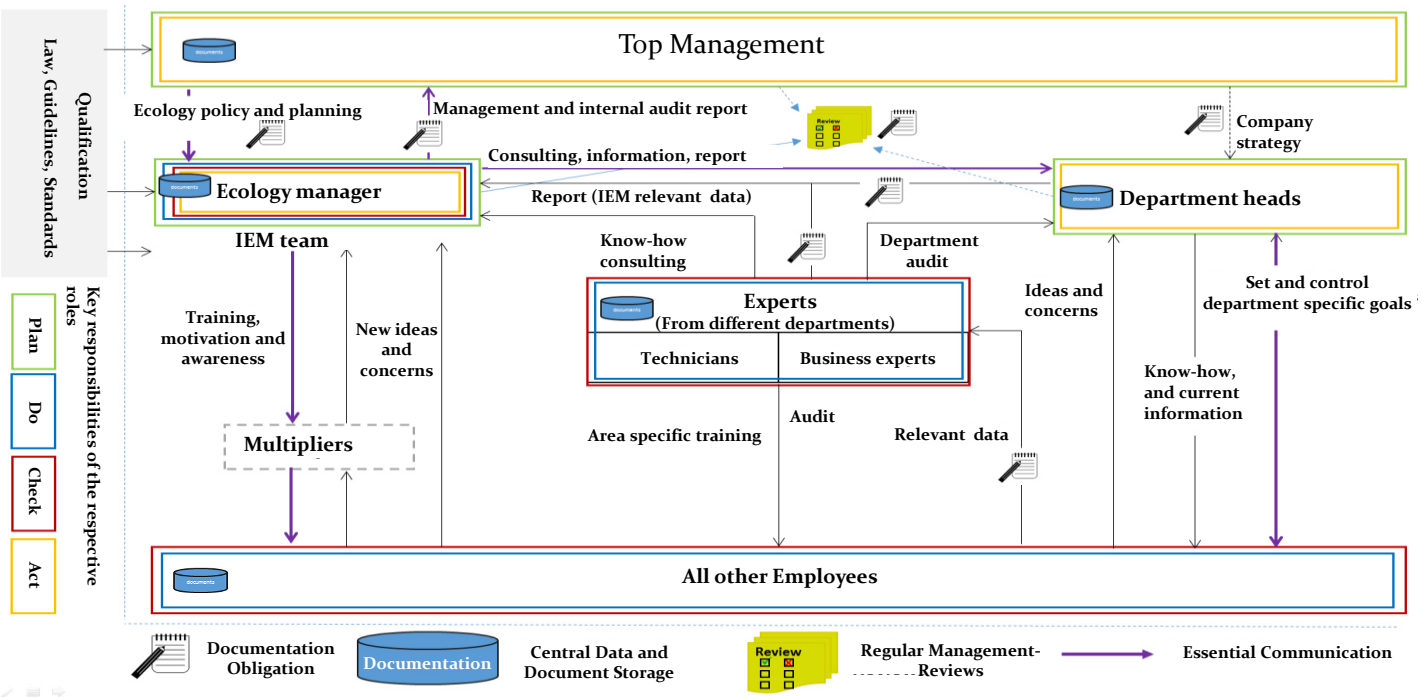 Law, Guidelines, Standards
Qualification
documents
Top Management
Ecology policy and planning
Management and internal audit report
Review
Company
strategy
Consulting, information, report
documents
Ecology manager
Report (IEM relevant data)
documents
Department heads
IEM team
Know-how
consulting
Department
audit
Training,
motivation and
awareness
New ideas
and
concerns
documents
Experts
(From different departments)
Technicians
Business experts
Ideas and
concerns
Set and control
department specific goals
Know-how,
and current
information
Multipliers
Area specific training
Audit
Relevant data
documents
All other Employees
Key responsibilities of the respective
roles
Plan
Do
Check
Act
Documentation
Obligation
Documentation
Central Data and
Document Storage
Review
Regular Management-
Reviews
Essential Communication